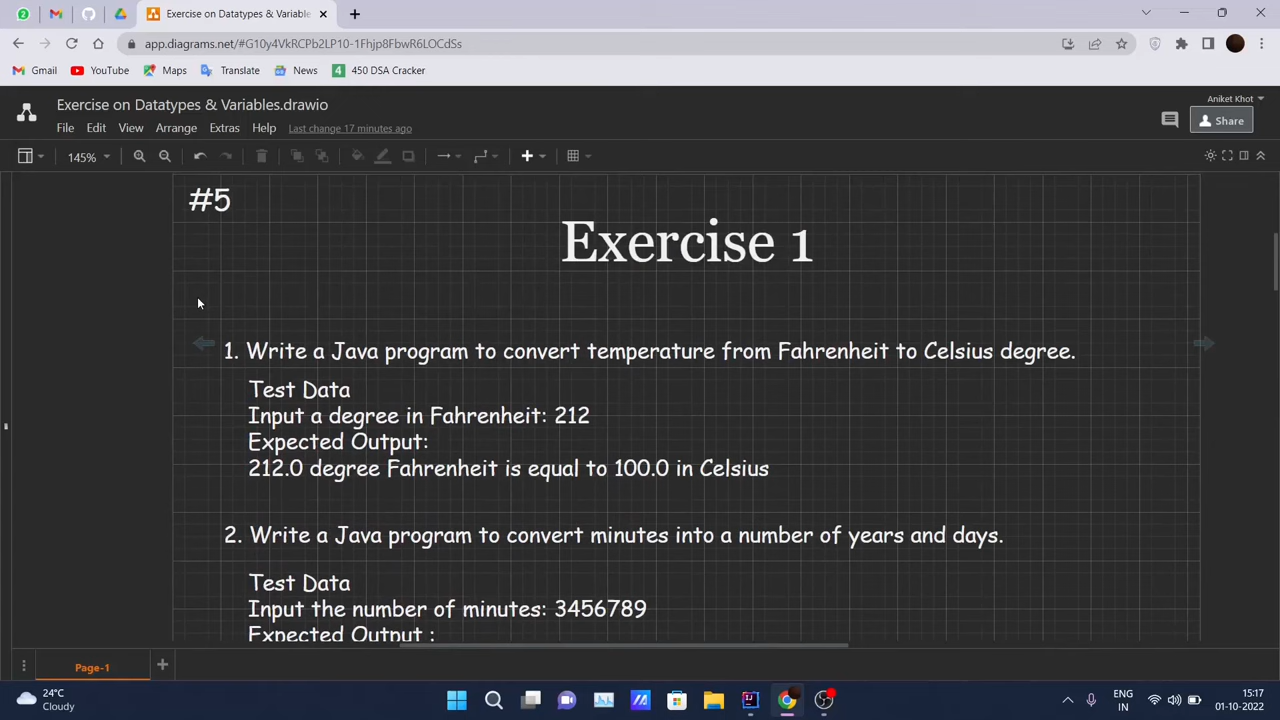 Exercise on Datatypes & Variable
app.diagrams.net/#G10y4VkRCPb2LP10-1Fhjp8FbwR6LOCdSs
Gmail
YouTube
Maps
Translate
News
4 450 DSA Cracker
Exercise on Datatypes & Variables.drawio
Aniket Khot
File Edit View Arrange Extras Help Last change 17 minutes ago
Share
145%
#5
Exercise 1
1. Write a Java program to convert temperature from Fahrenheit to Celsius degree.
Test Data
Input a degree in Fahrenheit: 212
Expected Output:
212.0 degree Fahrenheit is equal to 100.0 in Celsius
2. Write a Java program to convert minutes into a number of years and days.
Test Data
Input the number of minutes: 3456789
Expected Output :
Page-1
24°C
Cloudy
ENG
IN
15:17
01-10-2022